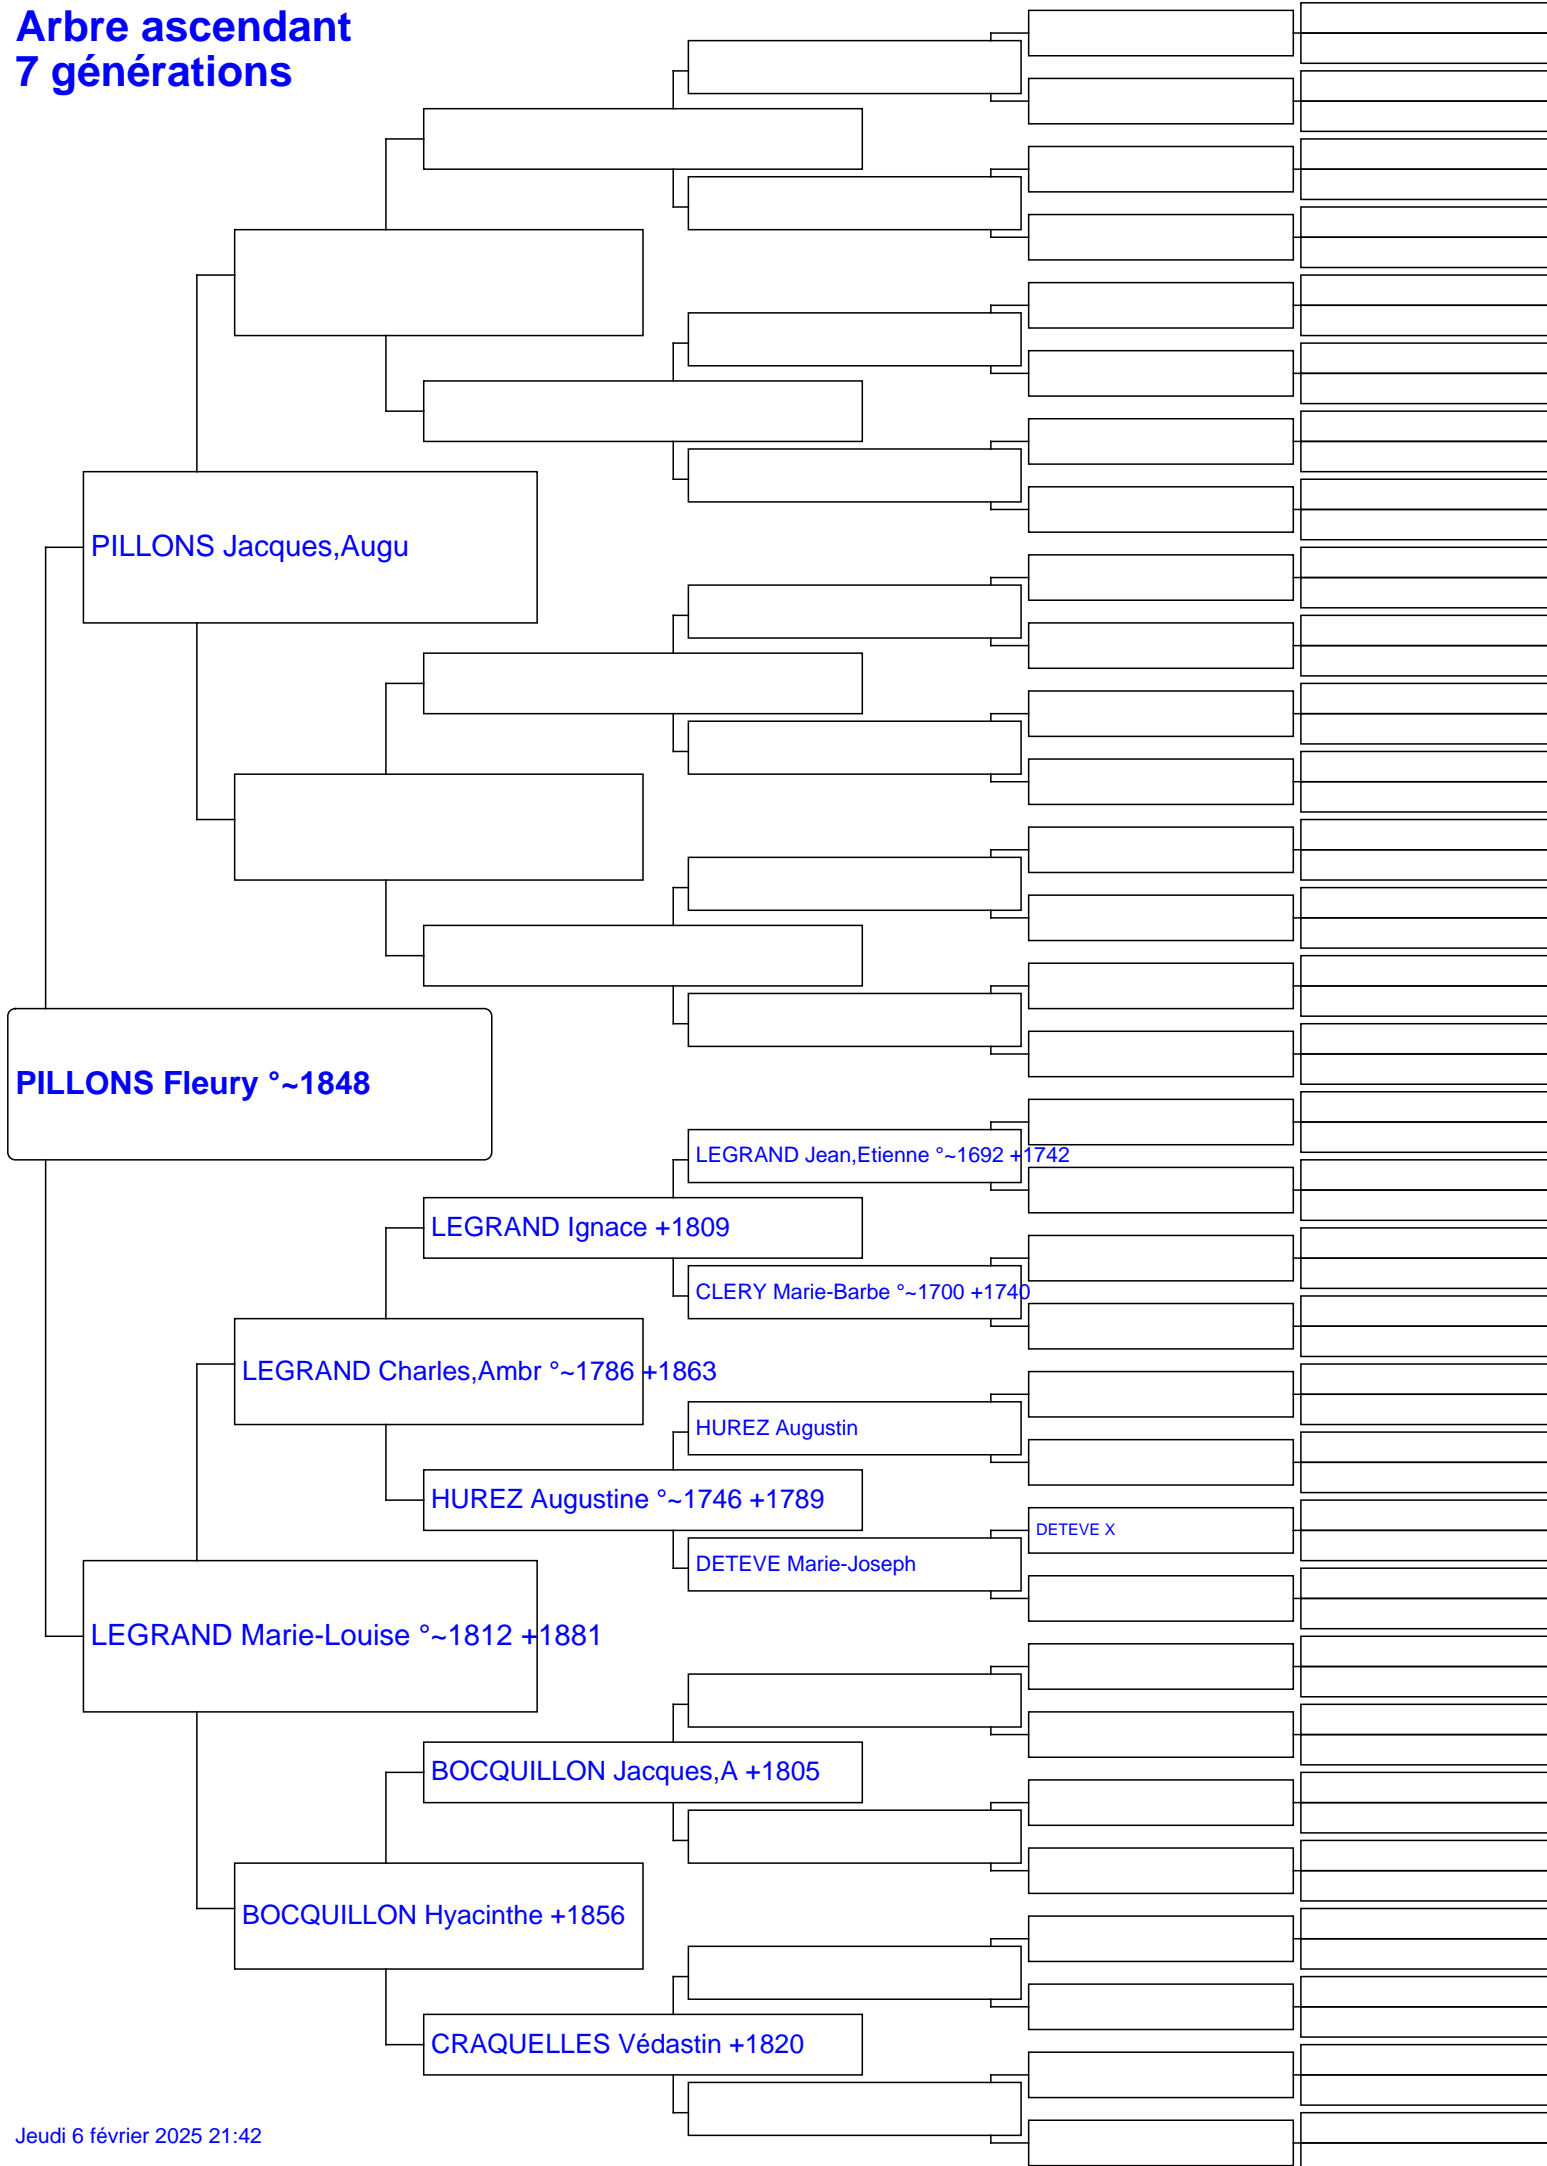 Arbre ascendant
7 générations
PILLONS Jacques,Augu
PILLONS Fleury °~1848
LEGRAND Jean,Etienne °~1692 +1742
LEGRAND Ignace +1809
CLERY Marie-Barbe °~1700 +1740
LEGRAND Charles,Ambr °~1786 +1863
HUREZ Augustin
HUREZ Augustine °~1746 +1789
DETEVE X
DETEVE Marie-Joseph
LEGRAND Marie-Louise °~1812 +1881
BOCQUILLON Jacques,A +1805
BOCQUILLON Hyacinthe +1856
CRAQUELLES Védastin +1820
Jeudi 6 février 2025 21:42